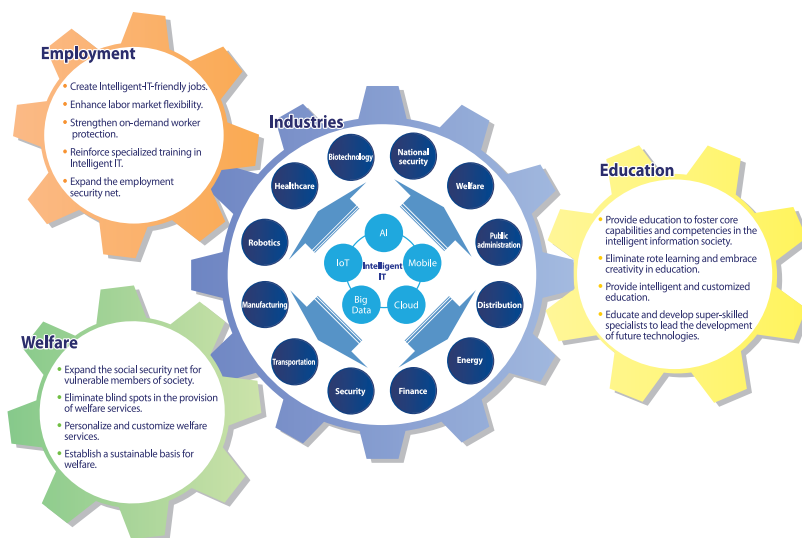 Employment
• Create Intelligent-IT-friendly jobs.
• Enhance labor market flexibility.
• Strengthen on-demand worker
protection.
• Reinforce specialized training in
Intelligent IT.
• Expand the employment
security net.
Industries
National
security
Welfare
Public
administration
Distribution
Energy
Finance
Security
Transportation
Manufacturing
Robotics
Healthcare
Biotechnology
AI
Mobile
Cloud
Big
Data
IoT
Intelligent
IT
Education
• Provide education to foster core
capabilities and competencies in the
intelligent information society.
• Eliminate rote learning and embrace
creativity in education.
• Provide intelligent and customized
education.
• Educate and develop super-skilled
specialists to lead the development
of future technologies.
Welfare
• Expand the social security net for
vulnerable members of society.
• Eliminate blind spots in the provision
of welfare services.
• Personalize and customize welfare
services.
• Establish a sustainable basis for
welfare.